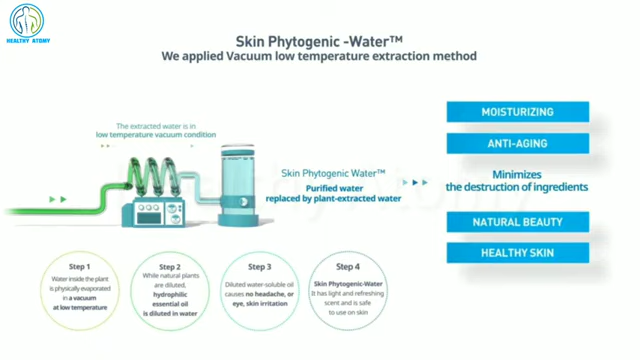 HEALTHY ATOMY
Skin Phytogenic -Water™
We applied Vacuum low temperature extraction method
The extracted water is in
low temperature vacuum condition
Skin Phytogenic Water™
Purified water
replaced by plant-extracted water
MOISTURIZING
ANTI-AGING
Minimizes
the destruction of ingredients
NATURAL BEAUTY
HEALTHY SKIN
Step 1
Water inside the plant
is physically evaporated
in a vacuum
at low temperature
Step 2
While natural plants
are diluted,
hydrophilic
essential oil
is diluted in water
Step 3
Diluted water-soluble oil
causes no headache, or
eye, skin irritation
Step 4
Skin Phytogenic-Water
It has light and refreshing
scent and is safe
to use on skin
Healthy Atomy